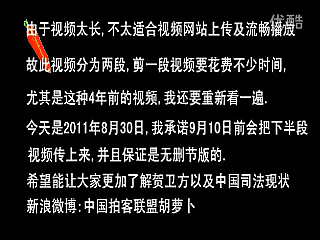 优酷
由于视频太长,不太适合视频网站上传及流畅播放
故此视频分为两段,剪一段视频要花费不少时间,
尤其是这种4年前的视频,我还要重新看一遍.
今天是2011年8月30日,我承诺9月10日前会把下半段
视频传上来,并且保证是无删节版的.
希望能让大家更加了解贺卫方以及中国司法现状
新浪微博:中国拍客联盟胡萝卜